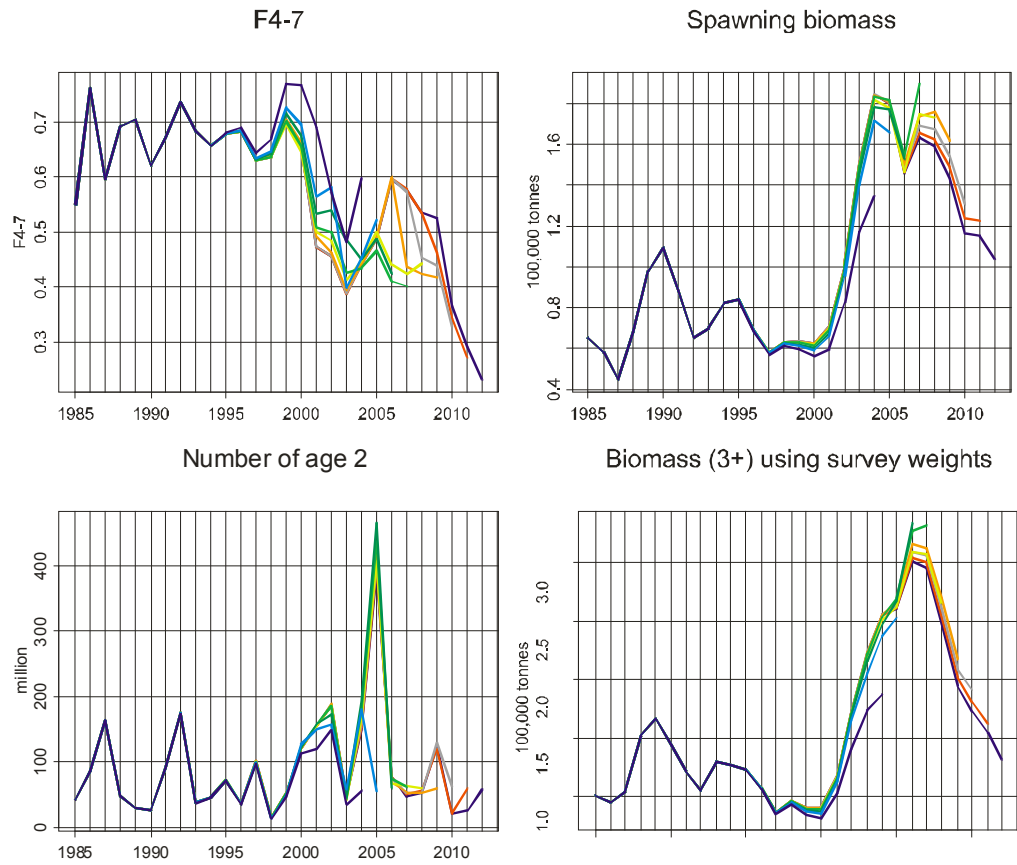 F4-7
F4-7
0.7
0.6
0.5
0.4
0.3
1985 1990 1995 2000 2005 2010
Spawning biomass
100,000 tonnes
1.6
1.2
0.8
0.4
1985 1990 1995 2000 2005 2010
Number of age 2
million
400
300
200
100
0
1985 1990 1995 2000 2005 2010
Biomass (3+) using survey weights
100,000 tonnes
3.0
2.5
2.0
1.5
1.0